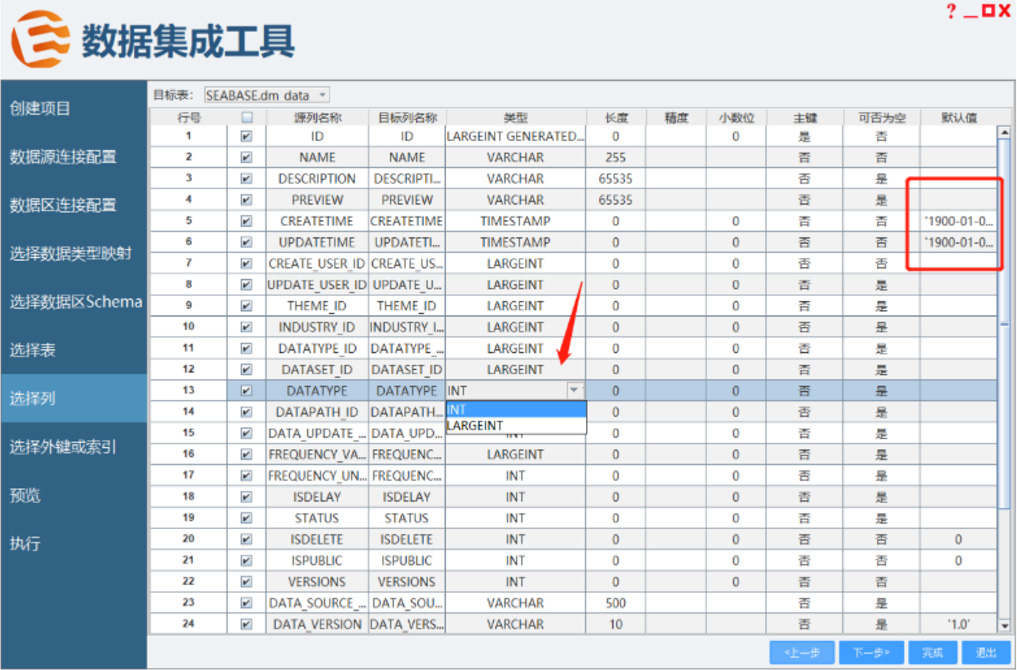 ? _ X
数据集成工具
创建项目
数据源连接配置
数据区连接配置
选择数据类型映射
选择数据区Schema
选择表
选择列
选择外键或索引
预览
执行
目标表: SEABASE.dm_data
行号 源列名称 目标列名称 类型 长度 精度 小数位 主键 可否为空 默认值
1 ID ID LARGEINT GENERATED... 0 0 是 否
2 NAME NAME VARCHAR 255 否 否
3 DESCRIPTION DESCRIPTI... VARCHAR 65535 否 是
4 PREVIEW PREVIEW VARCHAR 65535 否 是
5 CREATETIME CREATETIME TIMESTAMP 0 0 否 否 '1900-01-0...
6 UPDATETIME UPDATETI... TIMESTAMP 0 0 否 否 '1900-01-0...
7 CREATE_USER_ID CREATE_US... LARGEINT 0 0 否 否
8 UPDATE_USER_ID UPDATE_U... LARGEINT 0 0 否 是
9 THEME_ID THEME_ID LARGEINT 0 0 否 是
10 INDUSTRY_ID INDUSTRY_I... LARGEINT 0 0 否 是
11 DATATYPE_ID DATATYPE_... LARGEINT 0 0 否 是
12 DATASET_ID DATASET_ID LARGEINT 0 0 否 是
13 DATATYPE DATATYPE INT 0 0 否 是
INT
LARGEINT
14 DATAPATH_ID DATAPATH... 0 0 否 是
15 DATA_UPDATE_... DATA_UPD... INT 0 0 否 是
16 FREQUENCY_VA... FREQUENC... LARGEINT 0 0 否 是
17 FREQUENCY_UN... FREQUENC... INT 0 0 否 是
18 ISDELAY ISDELAY INT 0 0 否 是
19 STATUS STATUS INT 0 0 否 是
20 ISDELETE ISDELETE INT 0 0 否 否 0
21 ISPUBLIC ISPUBLIC INT 0 0 否 否 0
22 VERSIONS VERSIONS INT 0 0 否 否
23 DATA_SOURCE_... DATA_SOU... VARCHAR 500 否 是
24 DATA_VERSION DATA_VERS... VARCHAR 10 否 是 '1.0'
<上一步 下一步> 完成 退出